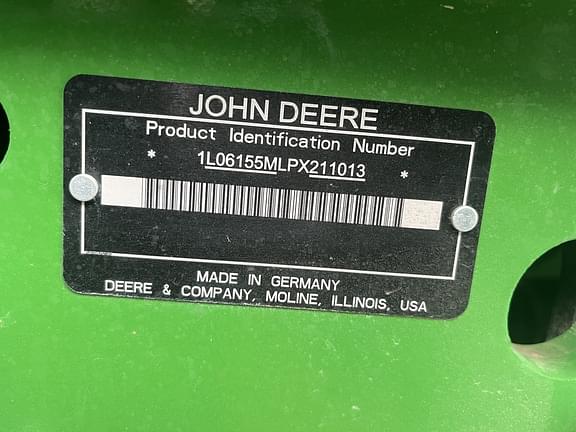 JOHN DEERE
Product Identification Number
* 1L06155MLPX211013 *
MADE IN GERMANY
DEERE & COMPANY, MOLINE, ILLINOIS, USA